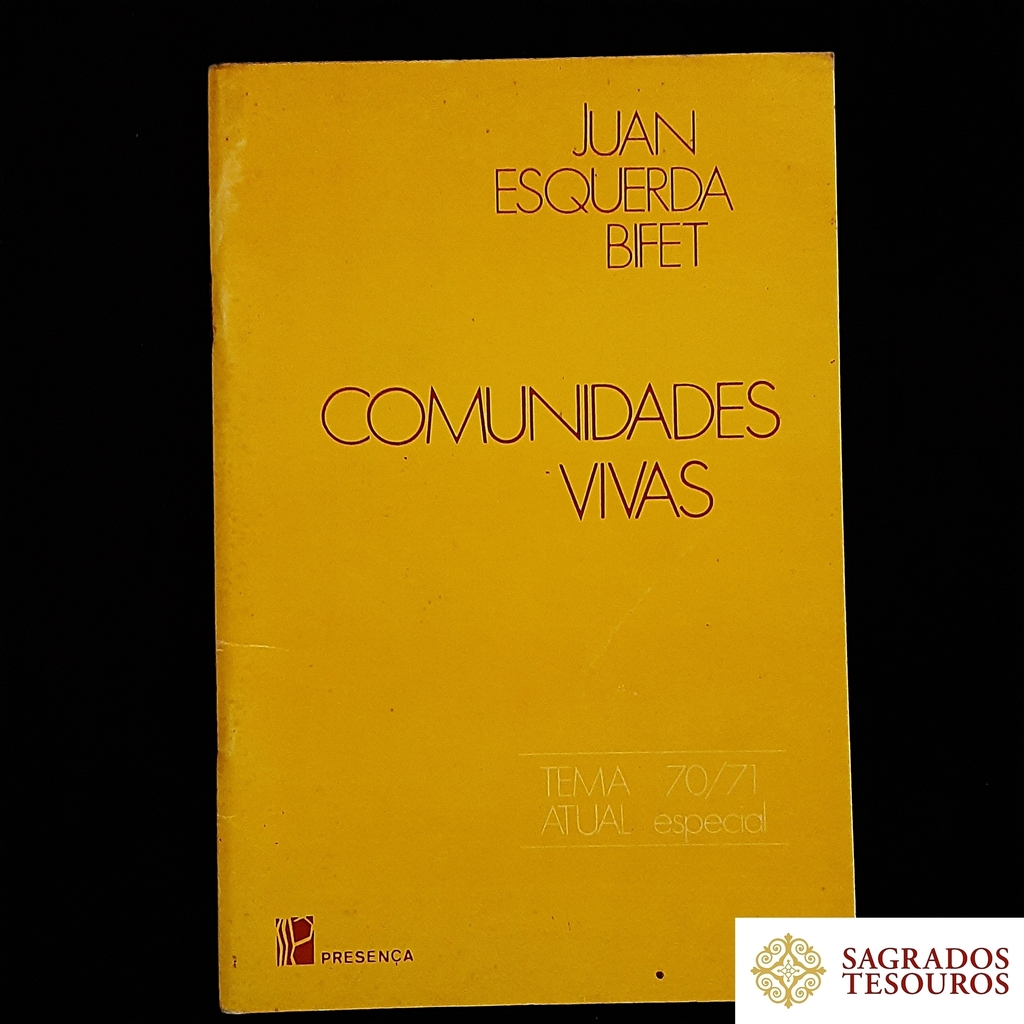 JUAN
ESQUERDA
BIFET
COMUNIDADES
VIVAS
TEMA 70/71
ATUAL especial
PRESENÇA
SAGRADOS
TESOUROS